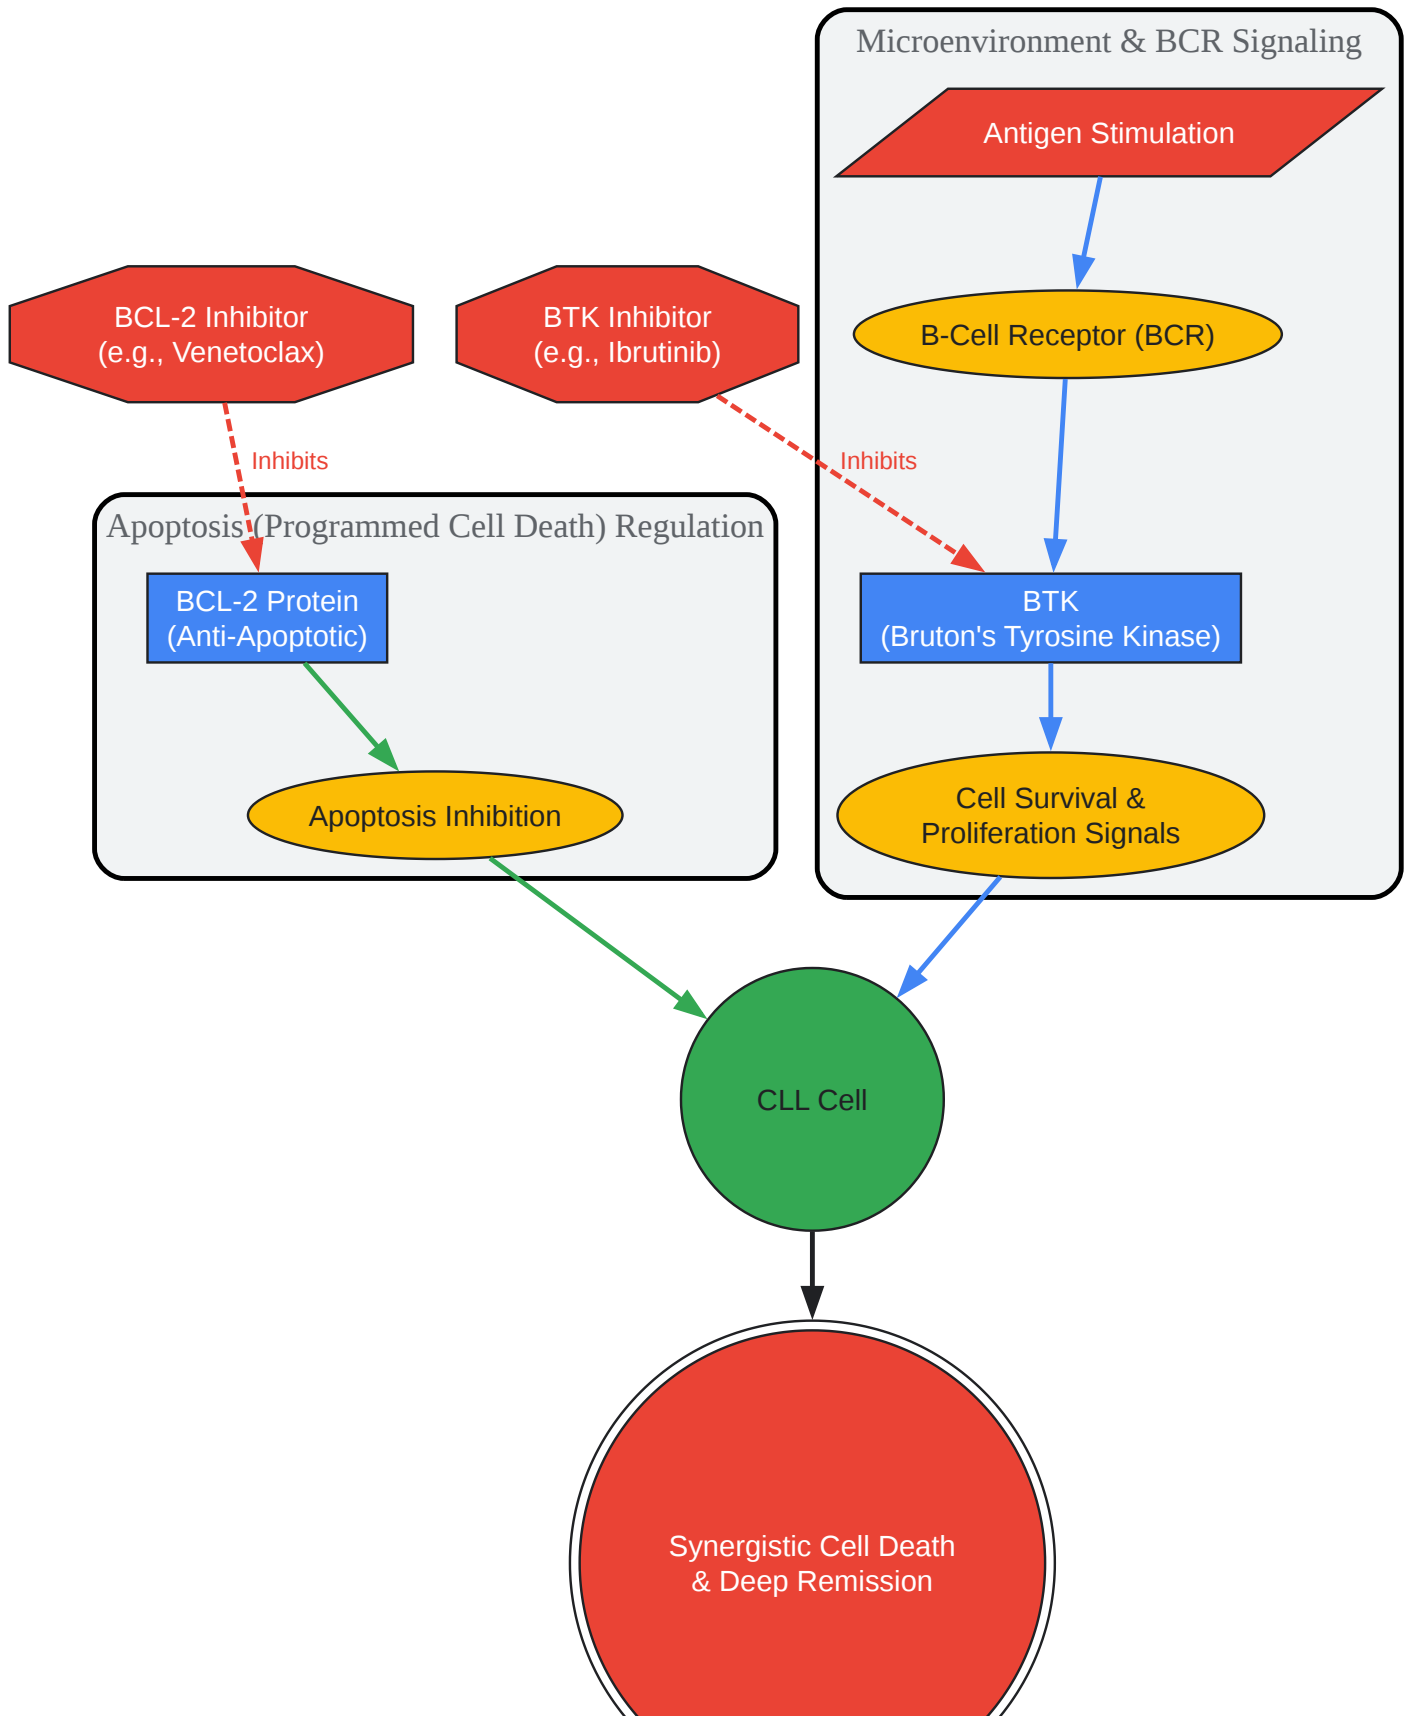 Microenvironment & BCR Signaling
Antigen Stimulation
BCL-2 Inhibitor
(e.g., Venetoclax)
BTK Inhibitor
(e.g., Ibrutinib)
B-Cell Receptor (BCR)
Inhibits
Inhibits
Apoptosis (Programmed Cell Death) Regulation
BCL-2 Protein
(Anti-Apoptotic)
BTK
(Bruton's Tyrosine Kinase)
Apoptosis Inhibition
Cell Survival &
Proliferation Signals
CLL Cell
Synergistic Cell Death
& Deep Remission